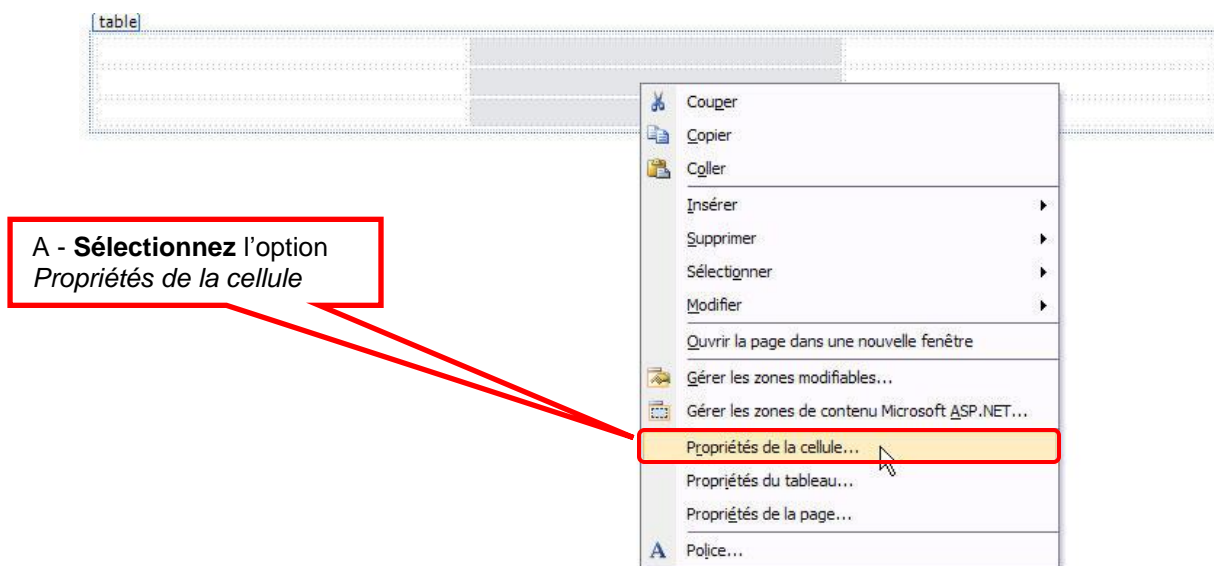 table
Couper
Copier
Coller
Insérer
Supprimer
Sélectionner
Modifier
A - Sélectionnez l’option
Propriétés de la cellule
Ouvrir la page dans une nouvelle fenêtre
Gérer les zones modifiables...
Gérer les zones de contenu Microsoft ASP.NET...
Propriétés de la cellule...
Propriétés du tableau...
Propriétés de la page...
Police...